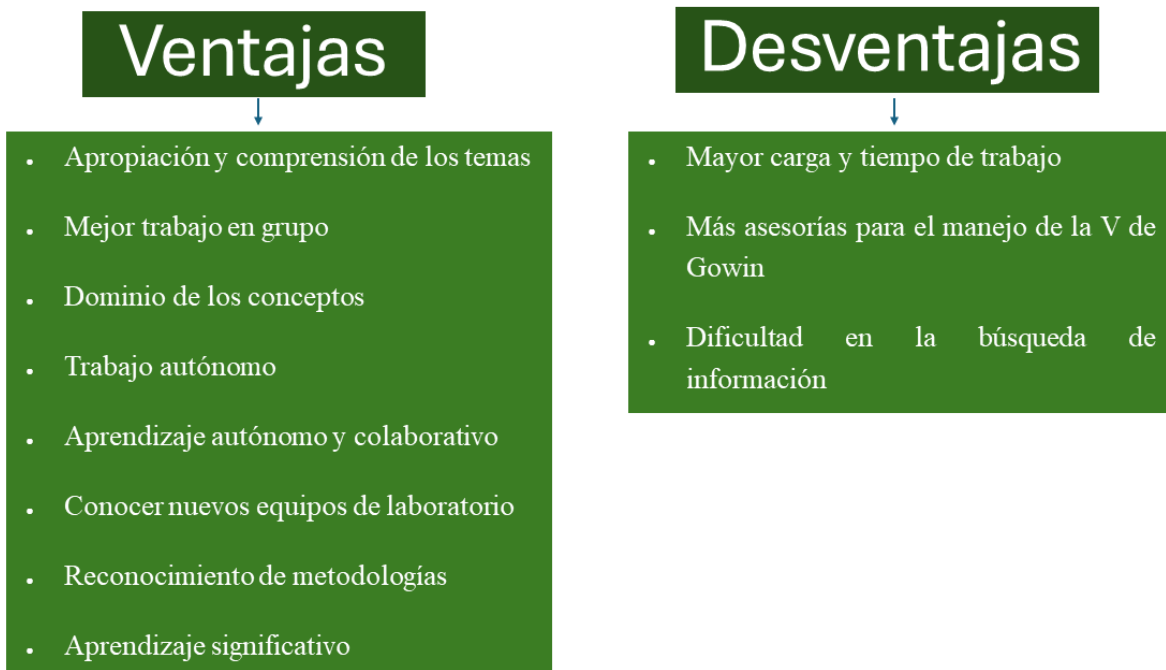 Ventajas
• Apropiación y comprensión de los temas
• Mejor trabajo en grupo
• Dominio de los conceptos
• Trabajo autónomo
• Aprendizaje autónomo y colaborativo
• Conocer nuevos equipos de laboratorio
• Reconocimiento de metodologías
• Aprendizaje significativo
Desventajas
• Mayor carga y tiempo de trabajo
• Más asesorías para el manejo de la V de
Gowin
• Dificultad en la búsqueda de
información